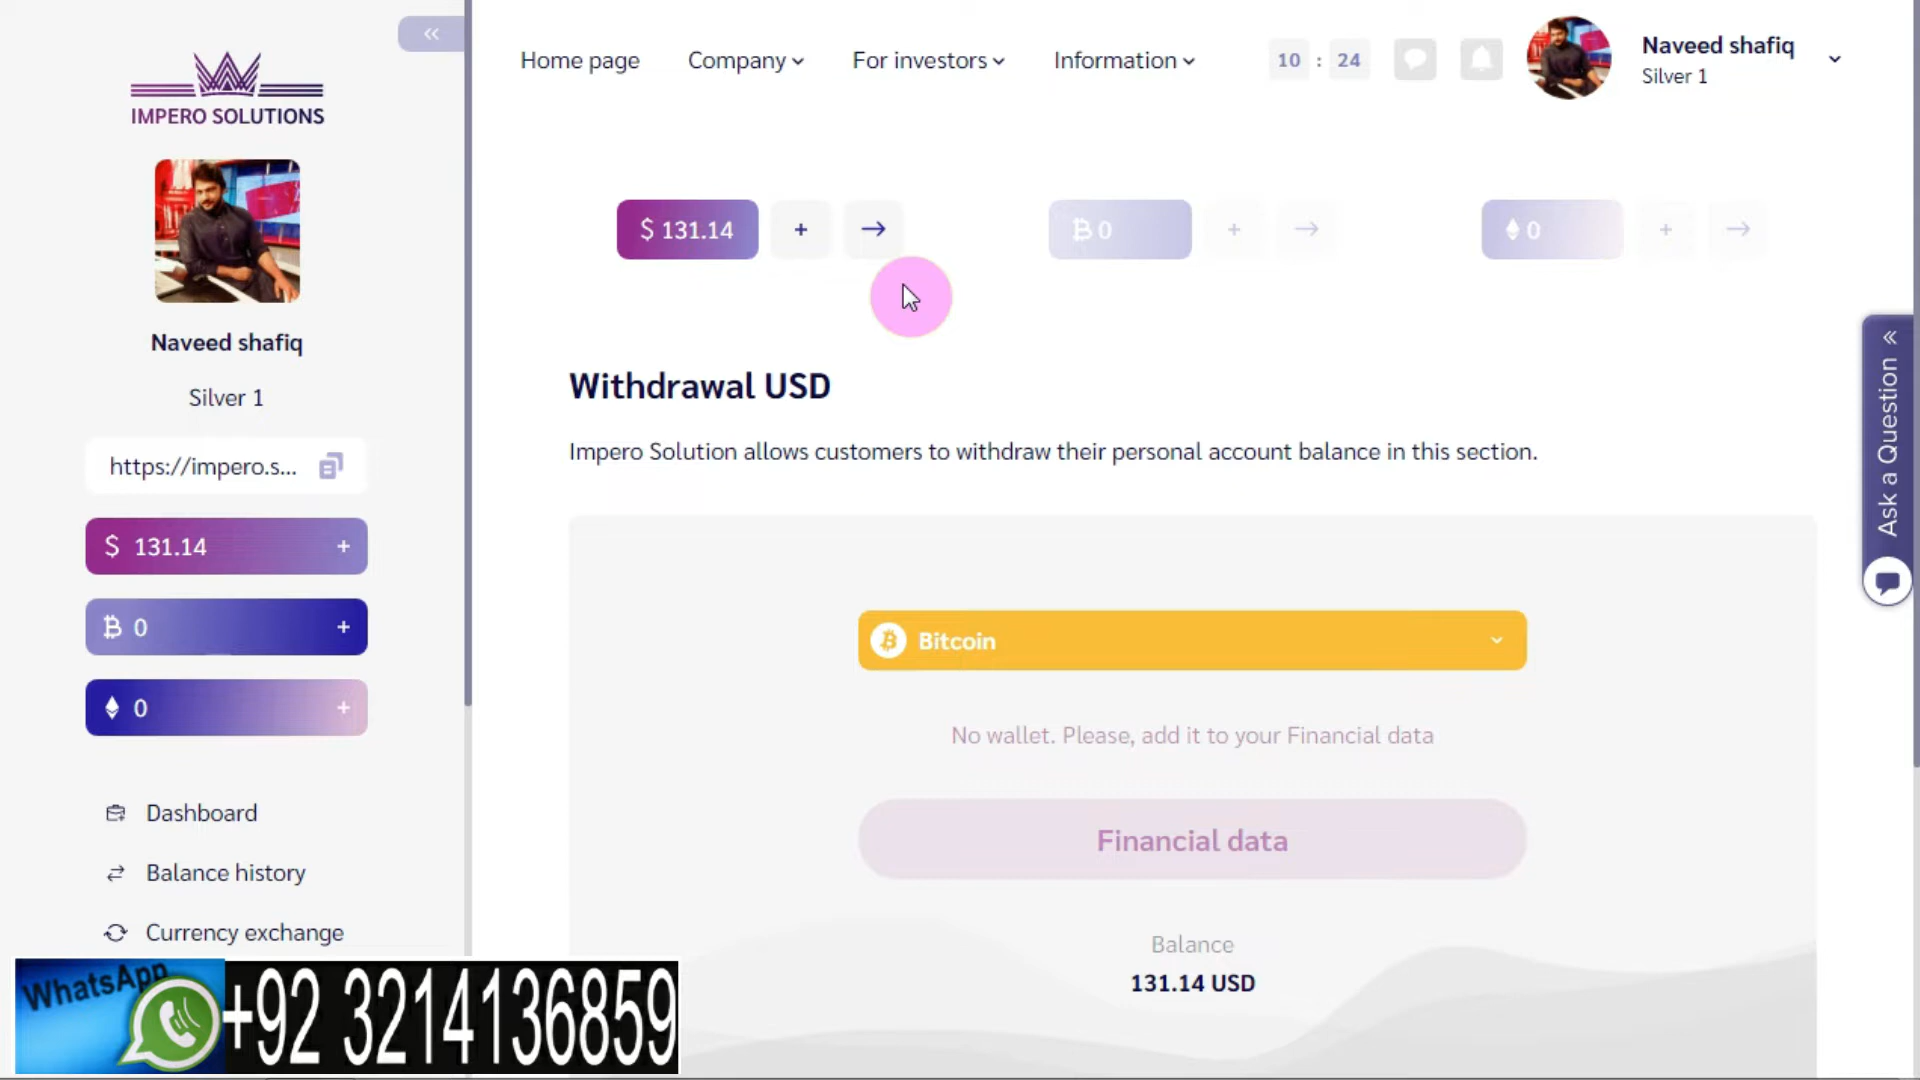 IMPERO SOLUTIONS
Naveed shafiq
Silver 1
https://impero.s...
$ 131.14 +
0 +
0 +
Dashboard
Balance history
Currency exchange
Home page
Company
For investors
Information
10 : 24
Naveed shafiq
Silver 1
$ 131.14 + →
0 + →
0 + →
Withdrawal USD
Impero Solution allows customers to withdraw their personal account balance in this section.
Bitcoin
No wallet. Please, add it to your Financial data
Financial data
Balance
131.14 USD
Ask a Question
WhatsApp
+92 3214136859